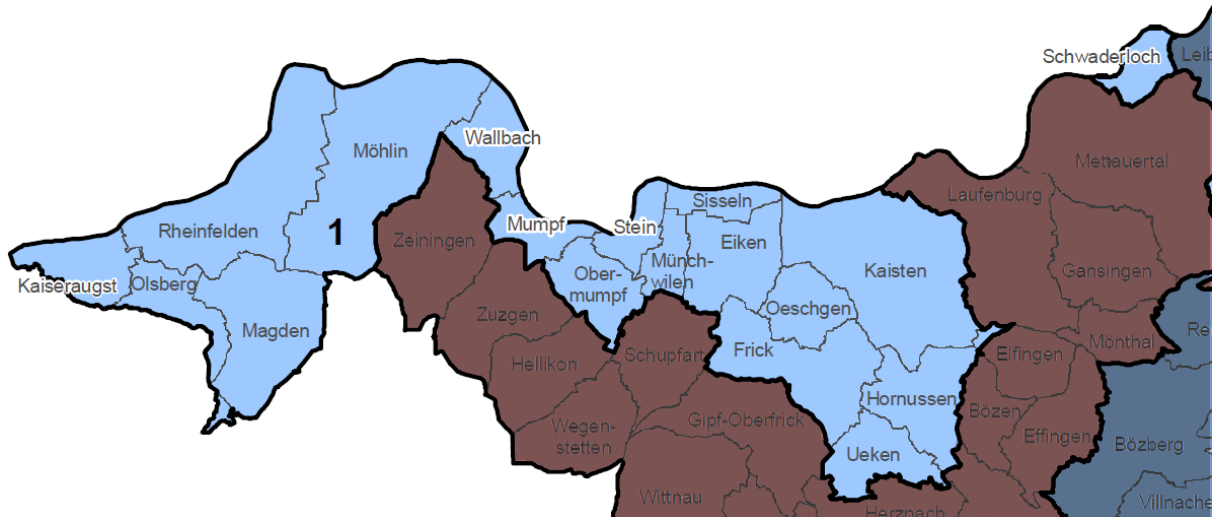 Schwaderloch
Leib
Wallbach
Möhlin
Mettauertal
Laufenburg
Sisseln
Mumpf
Stein
Rheinfelden
1
Zeiningen
Eiken
Münch-
wilen
Kaisten
Gansingen
Kaiseraugst
Olsberg
Ober-
mumpf
Oeschgen
Zuzgen
Magden
Re
Mönthal
Schupfart
Frick
Elfingen
Hellikon
Hornussen
Bözen
Gipf-Oberfrick
Wegen-
stetten
Effingen
Bözberg
Ueken
Wittnau
Herznach
Villnache